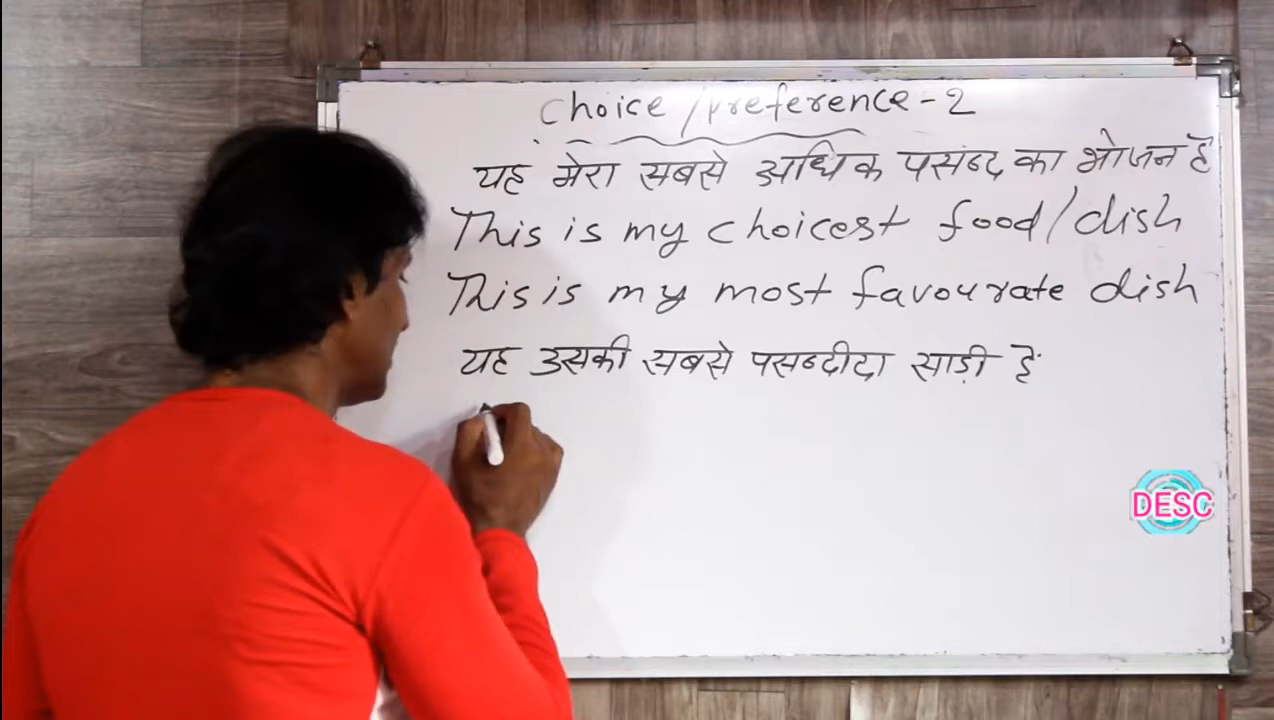 Choice/preference-2
यह मेरा सबसे अधिक पसंन्द का भोजन है
This is my choicest food/dish
This is my most favourate dish
यह उसकी सबसे पसन्दीदा साड़ी हैं
DESC